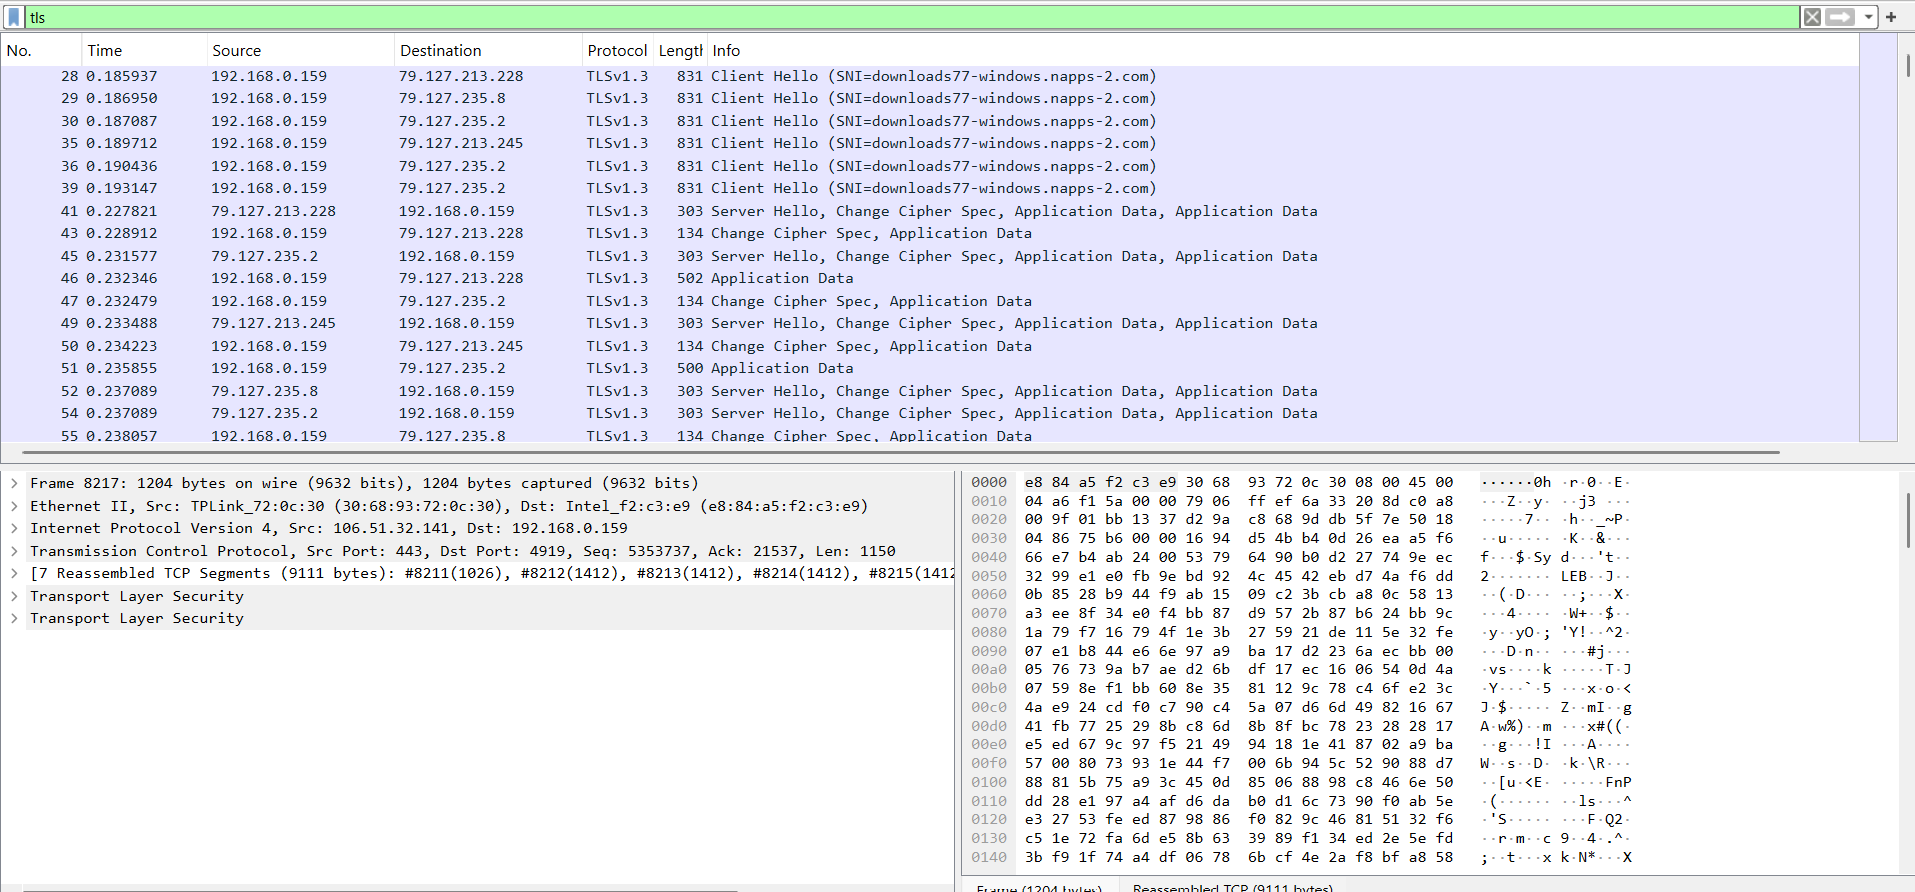 tls
No. Time Source Destination Protocol Length Info
28 0.185937 192.168.0.159 79.127.213.228 TLSv1.3 831 Client Hello (SNI=downloads77-windows.napps-2.com)
29 0.186950 192.168.0.159 79.127.235.8 TLSv1.3 831 Client Hello (SNI=downloads77-windows.napps-2.com)
30 0.187087 192.168.0.159 79.127.235.2 TLSv1.3 831 Client Hello (SNI=downloads77-windows.napps-2.com)
35 0.189712 192.168.0.159 79.127.213.245 TLSv1.3 831 Client Hello (SNI=downloads77-windows.napps-2.com)
36 0.190436 192.168.0.159 79.127.235.2 TLSv1.3 831 Client Hello (SNI=downloads77-windows.napps-2.com)
39 0.193147 192.168.0.159 79.127.235.2 TLSv1.3 831 Client Hello (SNI=downloads77-windows.napps-2.com)
41 0.227821 79.127.213.228 192.168.0.159 TLSv1.3 303 Server Hello, Change Cipher Spec, Application Data, Application Data
43 0.228912 192.168.0.159 79.127.213.228 TLSv1.3 134 Change Cipher Spec, Application Data
45 0.231577 79.127.235.2 192.168.0.159 TLSv1.3 303 Server Hello, Change Cipher Spec, Application Data, Application Data
46 0.232346 192.168.0.159 79.127.213.228 TLSv1.3 502 Application Data
47 0.232479 192.168.0.159 79.127.235.2 TLSv1.3 134 Change Cipher Spec, Application Data
49 0.233488 79.127.213.245 192.168.0.159 TLSv1.3 303 Server Hello, Change Cipher Spec, Application Data, Application Data
50 0.234223 192.168.0.159 79.127.213.245 TLSv1.3 134 Change Cipher Spec, Application Data
51 0.235855 192.168.0.159 79.127.235.2 TLSv1.3 500 Application Data
52 0.237089 79.127.235.8 192.168.0.159 TLSv1.3 303 Server Hello, Change Cipher Spec, Application Data, Application Data
54 0.237089 79.127.235.2 192.168.0.159 TLSv1.3 303 Server Hello, Change Cipher Spec, Application Data, Application Data
55 0.238057 192.168.0.159 79.127.235.8 TLSv1.3 134 Change Cipher Spec, Application Data
Frame 8217: 1204 bytes on wire (9632 bits), 1204 bytes captured (9632 bits)
Ethernet II, Src: TPLink_72:0c:30 (30:68:93:72:0c:30), Dst: Intel_f2:c3:e9 (e8:84:a5:f2:c3:e9)
Internet Protocol Version 4, Src: 106.51.32.141, Dst: 192.168.0.159
Transmission Control Protocol, Src Port: 443, Dst Port: 4919, Seq: 5353737, Ack: 21537, Len: 1150
[7 Reassembled TCP Segments (9111 bytes): #8211(1026), #8212(1412), #8213(1412), #8214(1412), #8215(1412
Transport Layer Security
Transport Layer Security
0000 e8 84 a5 f2 c3 e9 30 68 93 72 0c 30 08 00 45 00 ······0h ·r·0··E·
0010 04 a6 f1 5a 00 00 79 06 ff ef 6a 33 20 8d c0 a8 ···Z··y· ··j3 ···
0020 00 9f 01 bb 13 37 d2 9a c8 68 9d db 5f 7e 50 18 ·····7·· ·h··_~P·
0030 04 86 75 b6 00 00 16 94 d5 4b b4 0d 26 ea a5 f6 ··u····· ·K··&···
0040 66 e7 b4 ab 24 00 53 79 64 90 b0 d2 27 74 9e ec f···$·Sy d···'t··
0050 32 99 e1 e0 fb 9e bd 92 4c 45 42 eb d7 4a f6 dd 2······· LEB··J··
0060 0b 85 28 b9 44 f9 ab 15 09 c2 3b cb a8 0c 58 13 ··(·D··· ··;···X·
0070 a3 ee 8f 34 e0 f4 bb 87 d9 57 2b 87 b6 24 bb 9c ···4···· ·W+··$··
0080 1a 79 f7 16 79 4f 1e 3b 27 59 21 de 11 5e 32 fe ·y··yO·; 'Y!··^2·
0090 07 e1 b8 44 e6 6e 97 a9 ba 17 d2 23 6a ec bb 00 ···D·n·· ···#j···
00a0 05 76 73 9a b7 ae d2 6b df 17 ec 16 06 54 0d 4a ·vs····k ·····T·J
00b0 07 59 8e f1 bb 60 8e 35 81 12 9c 78 c4 6f e2 3c ·Y···`·5 ···x·o·<
00c0 4a e9 24 cd f0 c7 90 c4 5a 07 d6 6d 49 82 16 67 J·$····· Z··mI··g
00d0 41 fb 77 25 29 8b c8 6d 8b 8f bc 78 23 28 28 17 A·w%)··m ···x#((·
00e0 e5 ed 67 9c 97 f5 21 49 94 18 1e 41 87 02 a9 ba ··g···!I ···A····
00f0 57 00 80 73 93 1e 44 f7 00 6b 94 5c 52 90 88 d7 W··s··D· ·k·\R···
0100 88 81 5b 75 a9 3c 45 0d 85 06 88 98 c8 46 6e 50 ··[u·<E· ·····FnP
0110 dd 28 e1 97 a4 af d6 da b0 d1 6c 73 90 f0 ab 5e ·(······ ··ls···^
0120 e3 27 53 fe ed 87 98 86 f0 82 9c 46 81 51 32 f6 ·'S····· ···F·Q2·
0130 c5 1e 72 fa 6d e5 8b 63 39 89 f1 34 ed 2e 5e fd ··r·m··c 9··4·.^·
0140 3b f9 1f 74 a4 df 06 78 6b cf 4e 2a f8 bf a8 58 ;··t···x k·N*···X
Frame (1204 bytes) Reassembled TCP (9111 bytes)